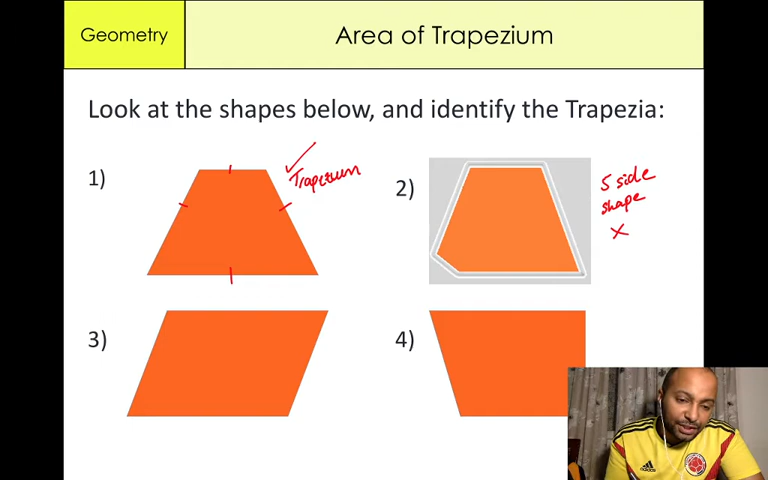 Geometry
Area of Trapezium
Look at the shapes below, and identify the Trapezia:
1)
Trapezium
2)
5 side
shape
3)
4)
adidas